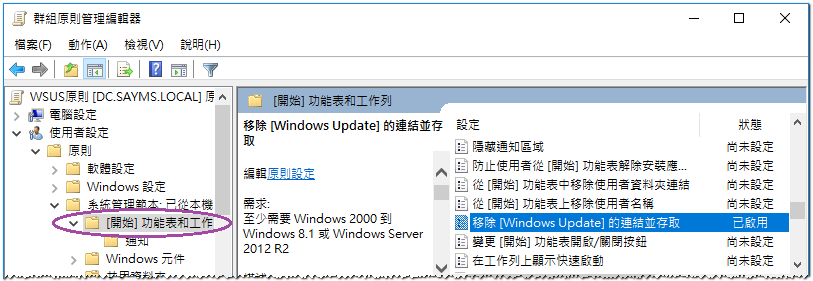 群組原則管理編輯器
檔案(F) 動作(A) 檢視(V) 說明(H)
WSUS原則 [DC.SAYMS.LOCAL] 原
電腦設定
使用者設定
原則
軟體設定
Windows 設定
系統管理範本: 已從本機
[開始] 功能表和工作
通知
Windows 元件
[開始] 功能表和工作列
移除 [Windows Update] 的連結並存
取
編輯原則設定
需求:
至少需要 Windows 2000 到
Windows 8.1 或 Windows Server
2012 R2
設定 狀態
隱藏通知區域 尚未設定
防止使用者從 [開始] 功能表解除安裝應... 尚未設定
從 [開始] 功能表中移除使用者資料夾連結 尚未設定
從 [開始] 功能表上移除使用者名稱 尚未設定
移除 [Windows Update] 的連結並存取 已啟用
變更 [開始] 功能表開啟/關閉按鈕 尚未設定
在工作列上顯示快速啟動 尚未設定